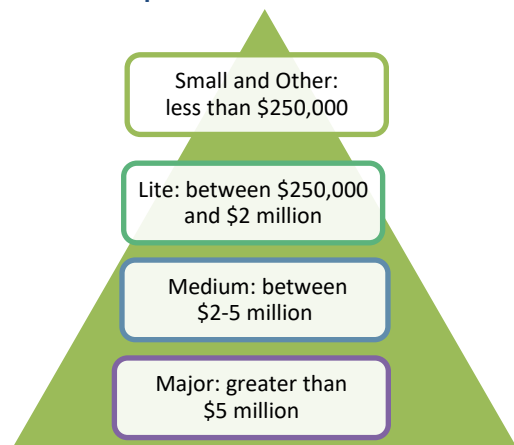 Small and Other:
less than $250,000
Lite: between $250,000
and $2 million
Medium: between
$2-5 million
Major: greater than
$5 million